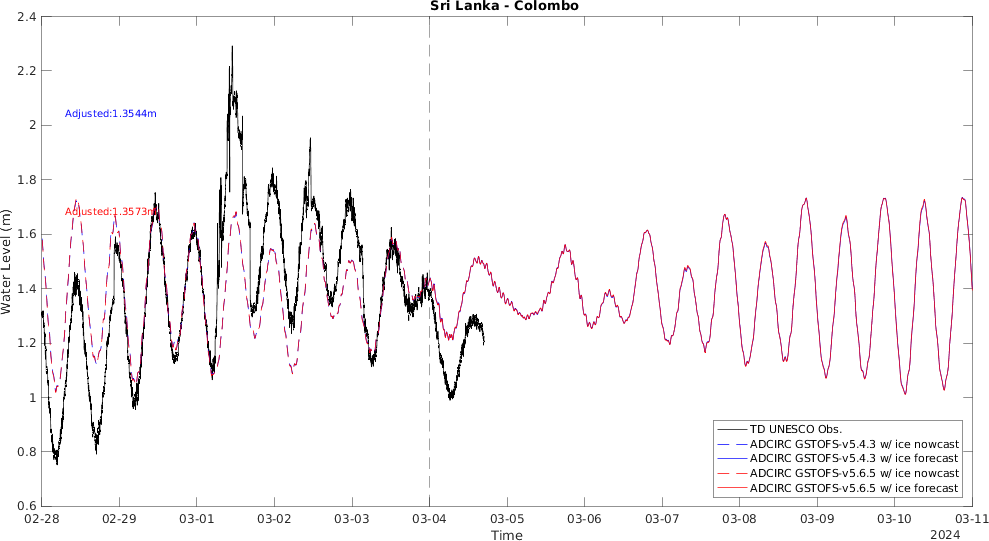 Sri Lanka - Colombo
2.4
2.2
2
1.8
1.6
1.4
1.2
1
0.8
0.6
Water Level (m)
Adjusted:1.3544m
Adjusted:1.3573m
TD UNESCO Obs.
ADCIRC GSTOFS-v5.4.3 w/ ice nowcast
ADCIRC GSTOFS-v5.4.3 w/ ice forecast
ADCIRC GSTOFS-v5.6.5 w/ ice nowcast
ADCIRC GSTOFS-v5.6.5 w/ ice forecast
02-28 02-29 03-01 03-02 03-03 03-04 03-05 03-06 03-07 03-08 03-09 03-10 03-11
Time
2024